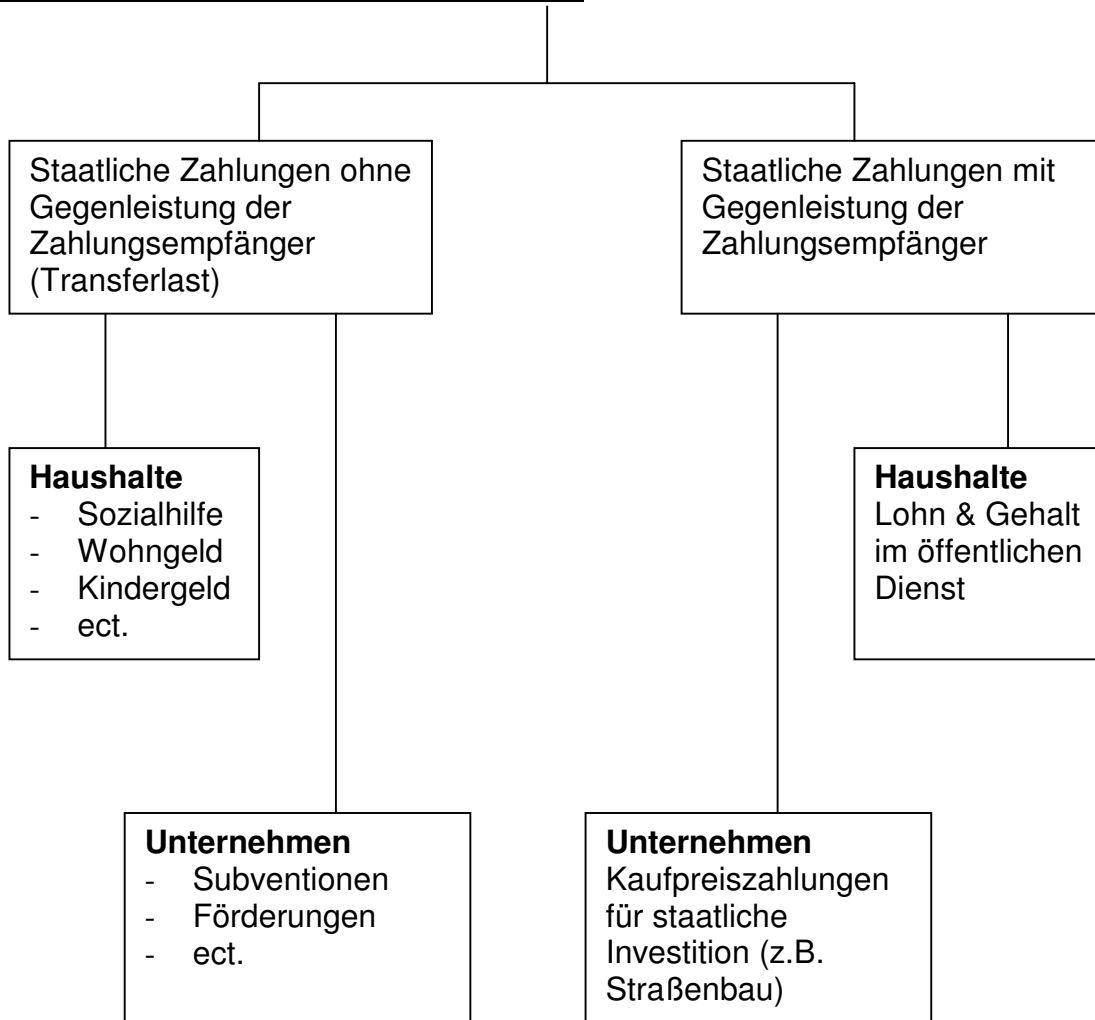 Staatliche Zahlungen ohne
Gegenleistung der
Zahlungsempfänger
(Transferlast)
Staatliche Zahlungen mit
Gegenleistung der
Zahlungsempfänger
Haushalte
- Sozialhilfe
- Wohngeld
- Kindergeld
- ect.
Haushalte
Lohn & Gehalt
im öffentlichen
Dienst
Unternehmen
- Subventionen
- Förderungen
- ect.
Unternehmen
Kaufpreiszahlungen
für staatliche
Investition (z.B.
Straßenbau)